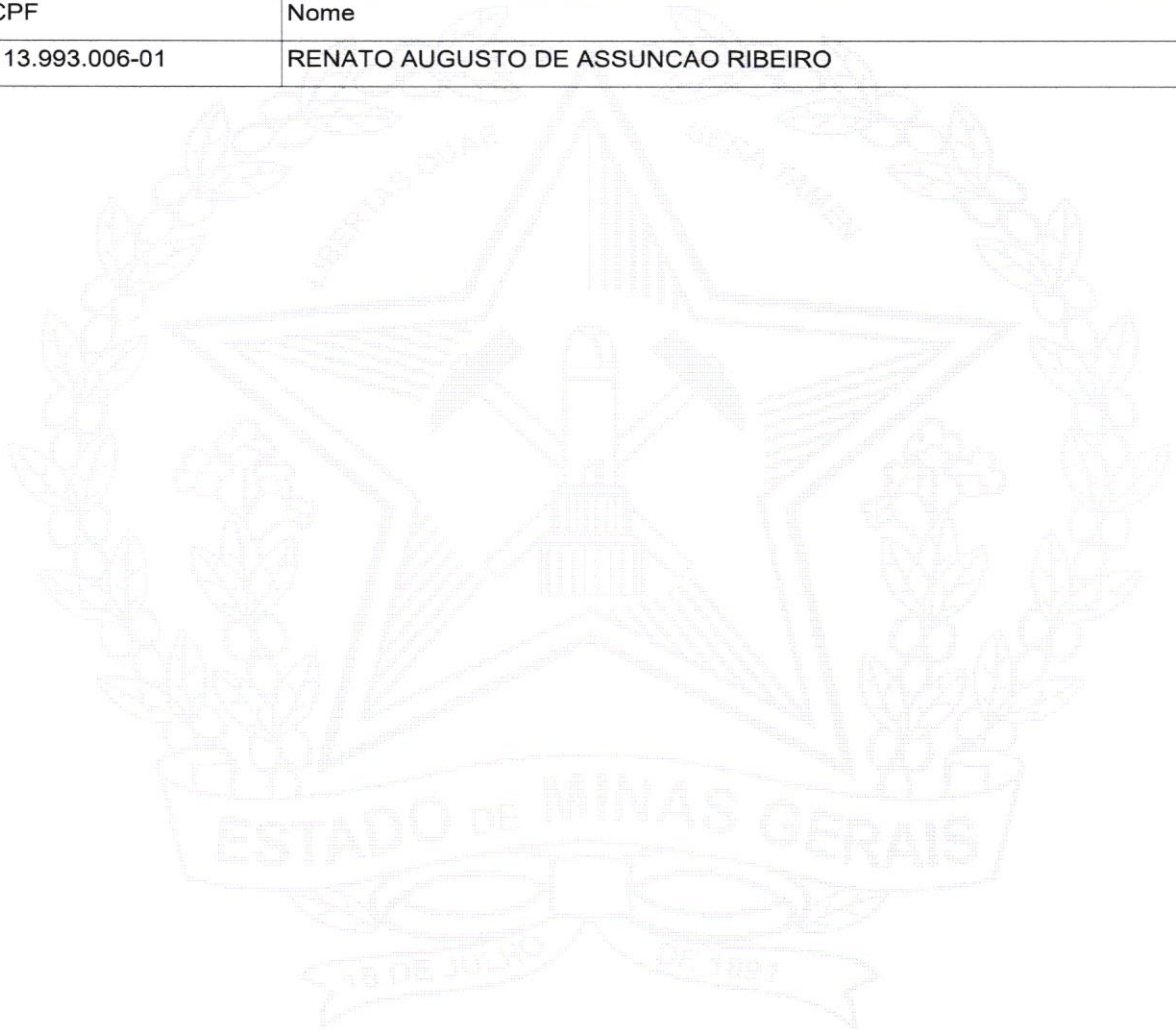 CPF Nome
13.993.006-01 RENATO AUGUSTO DE ASSUNCAO RIBEIRO
LIBERTAS QUAE SERA TAMEN
ESTADO DE MINAS GERAIS
15 DE JULHO DE 1891